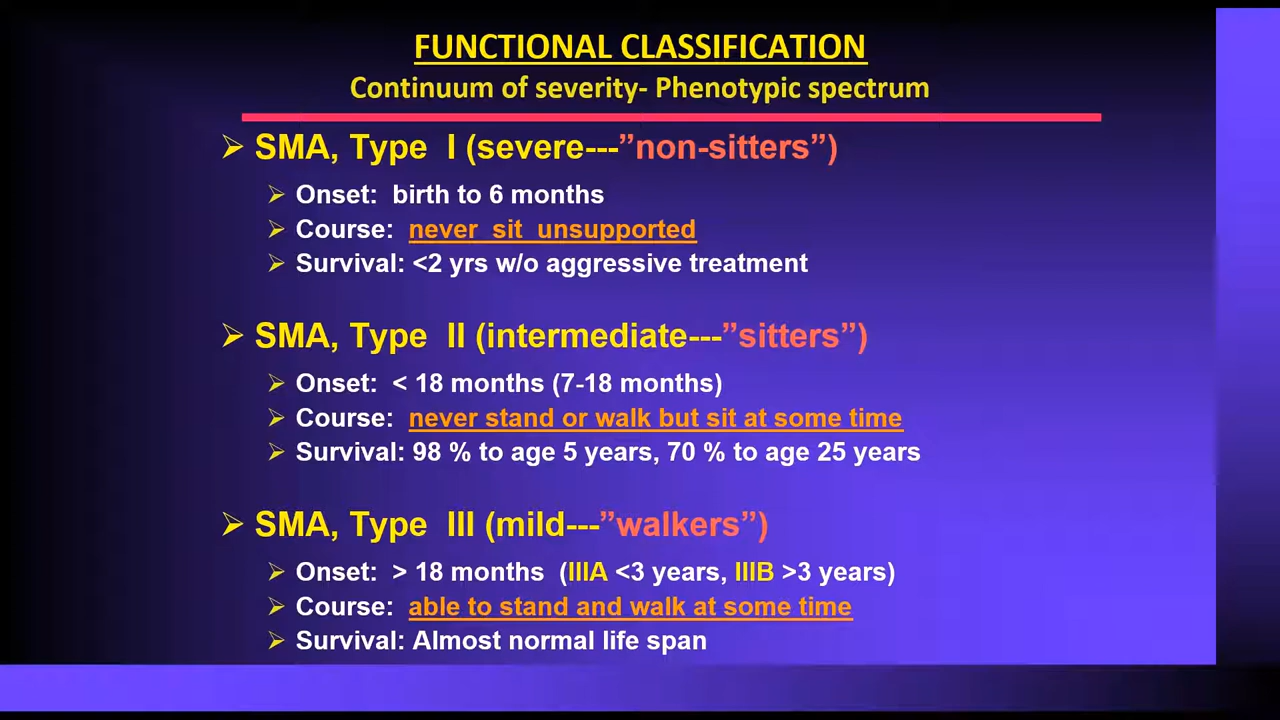 FUNCTIONAL CLASSIFICATION
Continuum of severity- Phenotypic spectrum
➢ SMA, Type I (severe---”non-sitters”)
➢ Onset: birth to 6 months
➢ Course: never sit unsupported
➢ Survival: <2 yrs w/o aggressive treatment
➢ SMA, Type II (intermediate---”sitters”)
➢ Onset: < 18 months (7-18 months)
➢ Course: never stand or walk but sit at some time
➢ Survival: 98 % to age 5 years, 70 % to age 25 years
➢ SMA, Type III (mild---”walkers”)
➢ Onset: > 18 months (IIIA <3 years, IIIB >3 years)
➢ Course: able to stand and walk at some time
➢ Survival: Almost normal life span